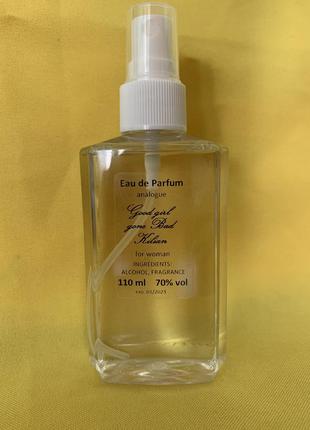 Eau de Parfum
analogue
Good girl
gone Bad
Kilian
for woman
INGREDIENTS:
ALCOHOL, FRAGRANCE
110 ml 70% vol